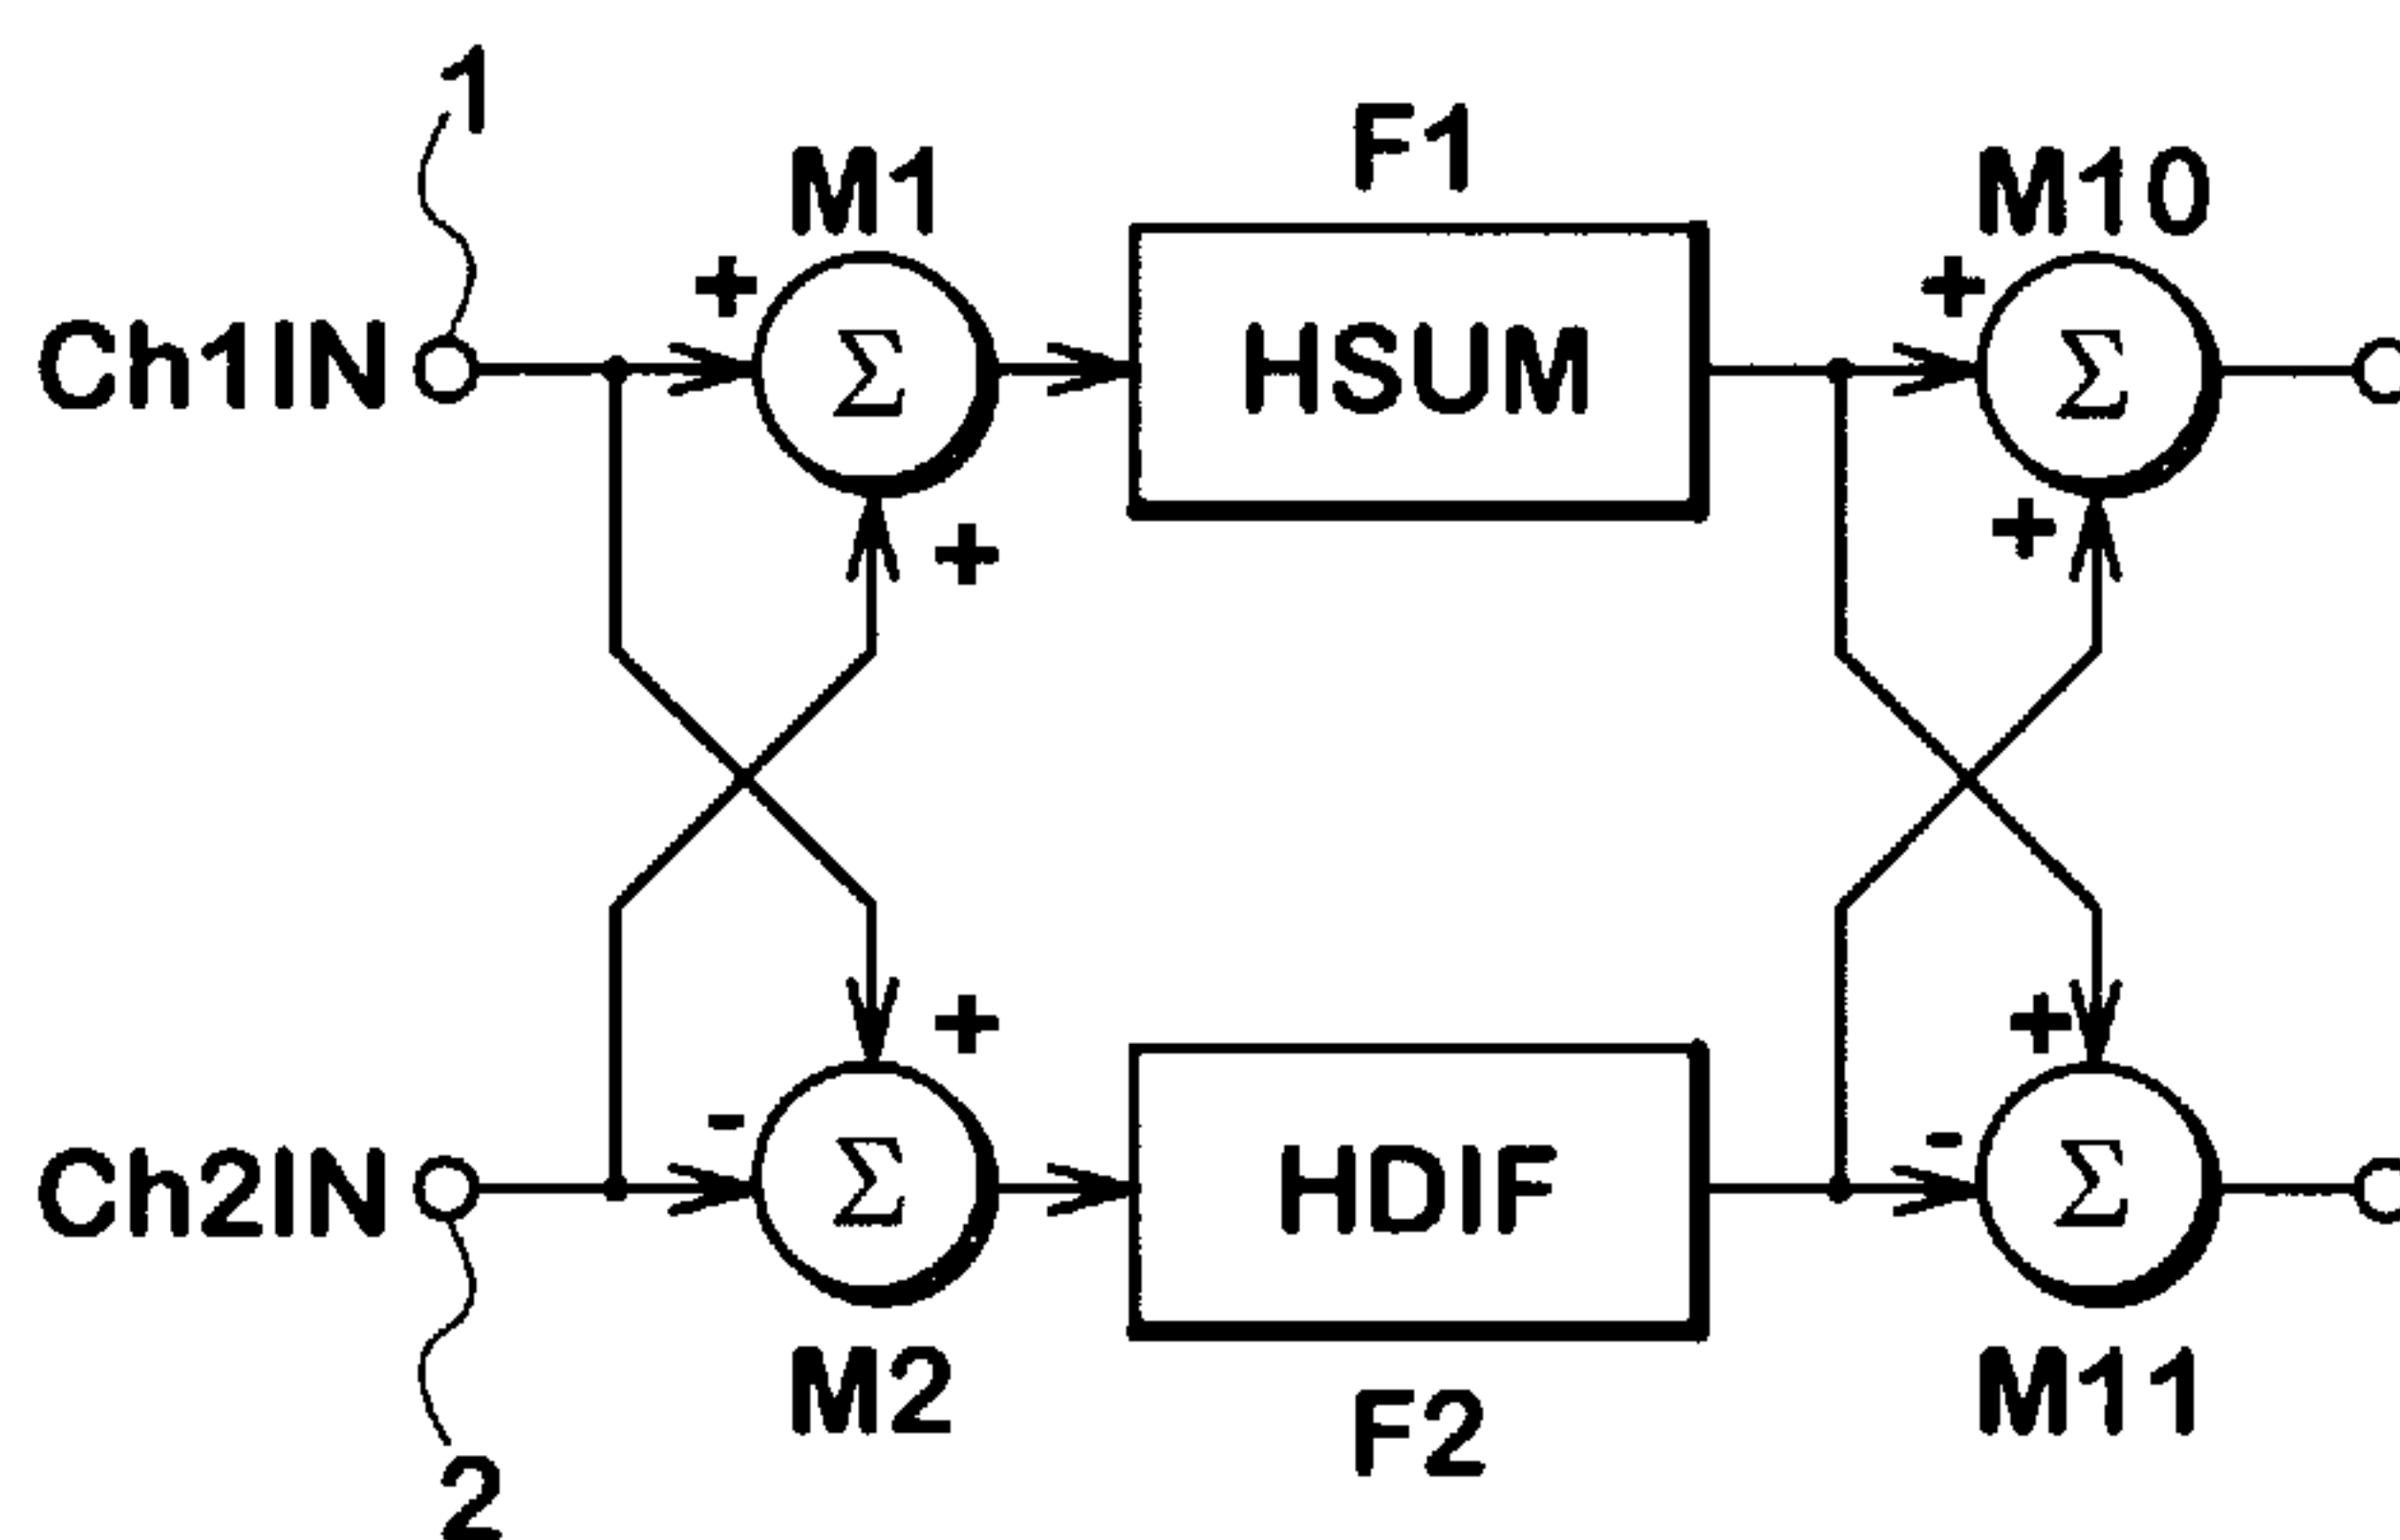 1
M1
F1
M10
+
+
Ch1IN
Σ
HSUM
Σ
+
+
+
+
-
-
Ch2IN
Σ
HDIF
Σ
M2
F2
M11
2